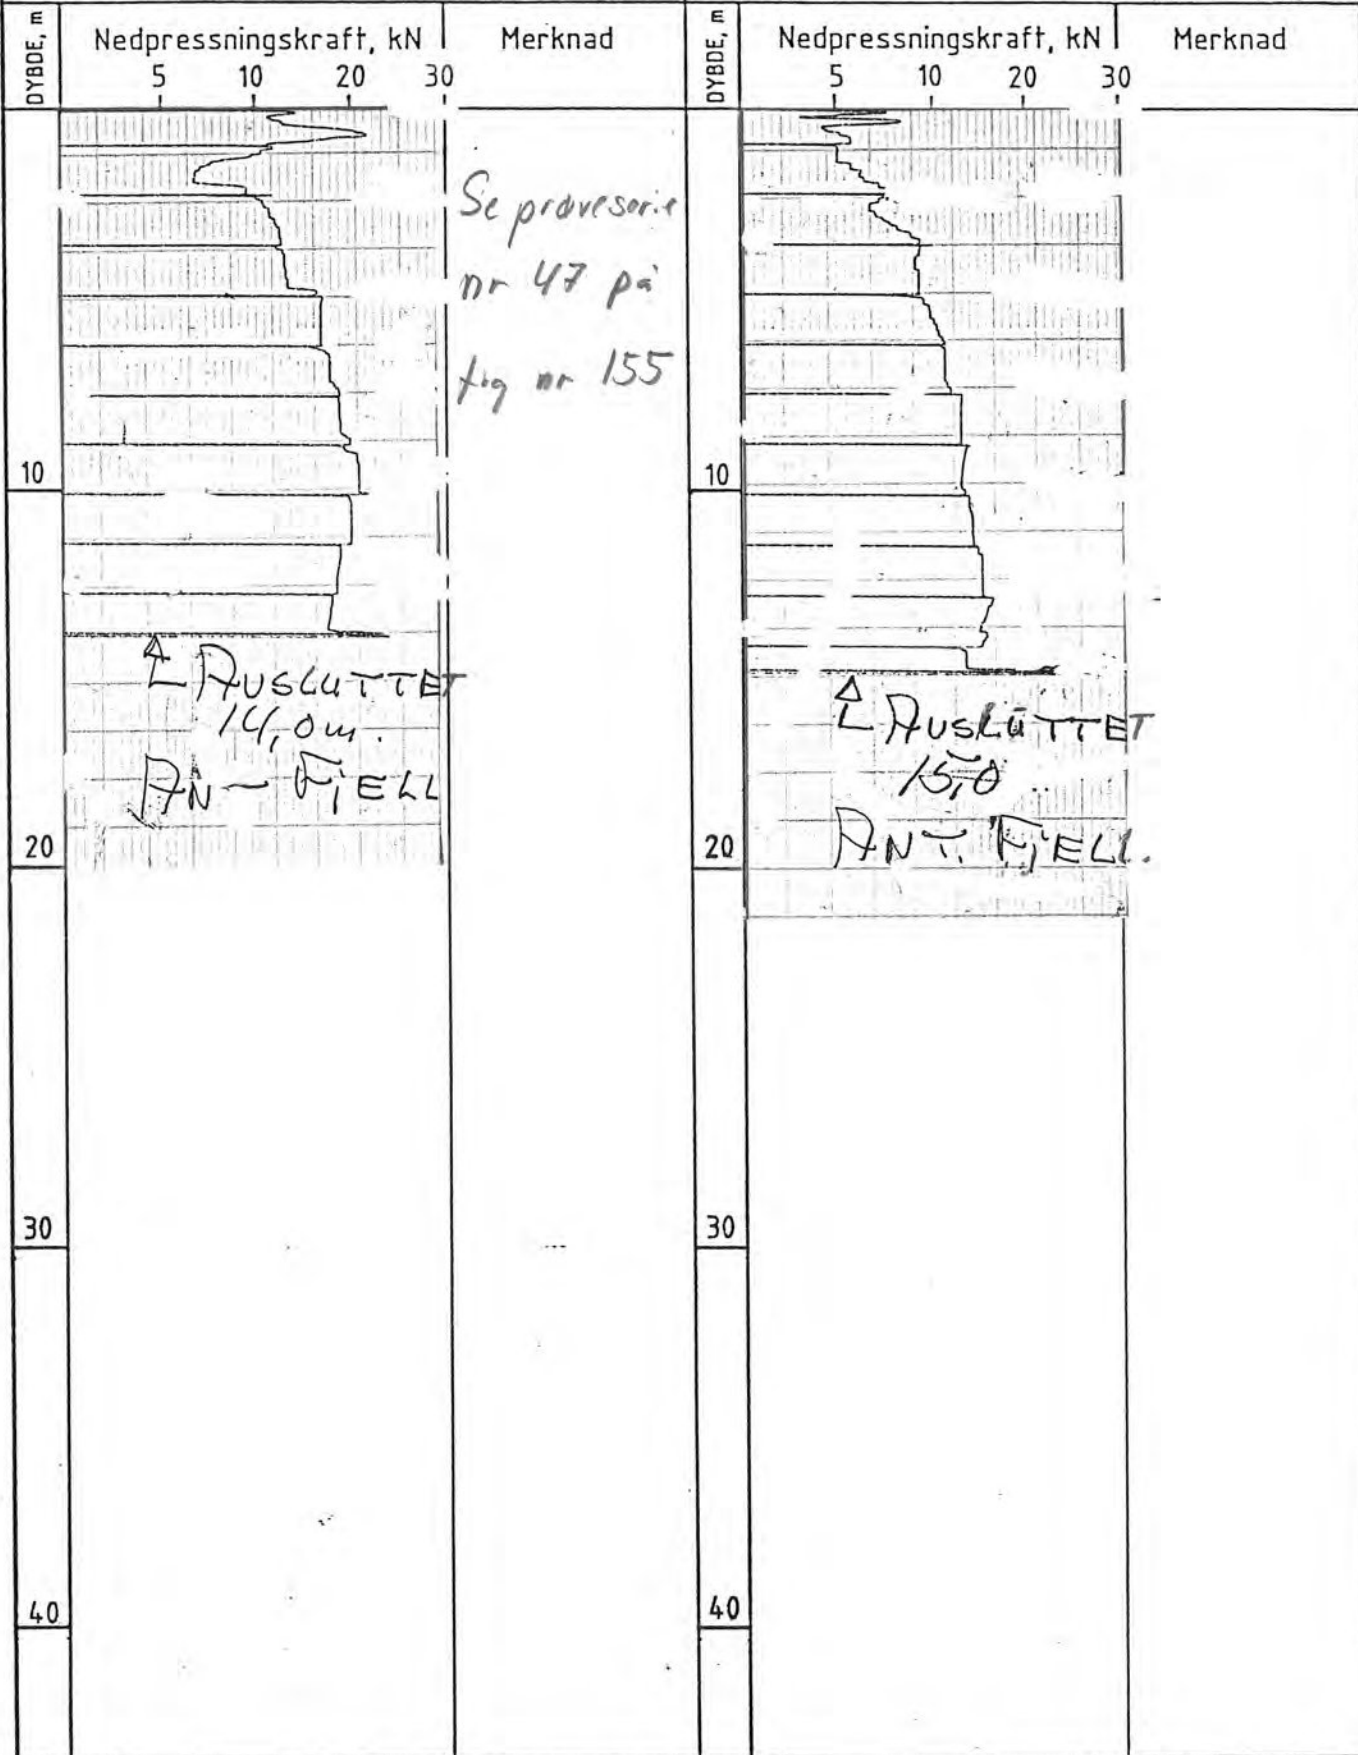 DYBDE, m
Nedpressningskraft, kN
Merknad
5 10 20 30
Se prøveserie
nr 47 på
fig nr 155
10
AVSLUTTET
14,0 m.
AN - FJELL
20
30
40
DYBDE, m
Nedpressningskraft, kN
Merknad
5 10 20 30
10
AVSLUTTET
15,0
ANT. FJELL.
20
30
40